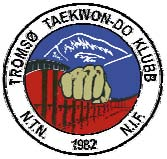 TROMSØ TAEKWON-DO KLUBB
N.T.N. 1982 N.I.F.